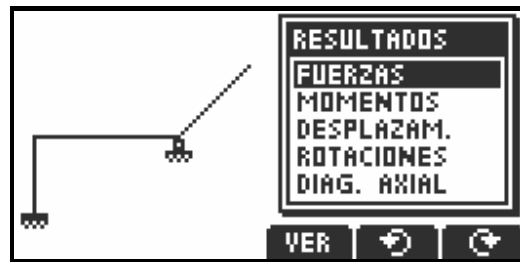 RESULTADOS
FUERZAS
MOMENTOS
DESPLAZAM.
ROTACIONES
DIAG. AXIAL
VER